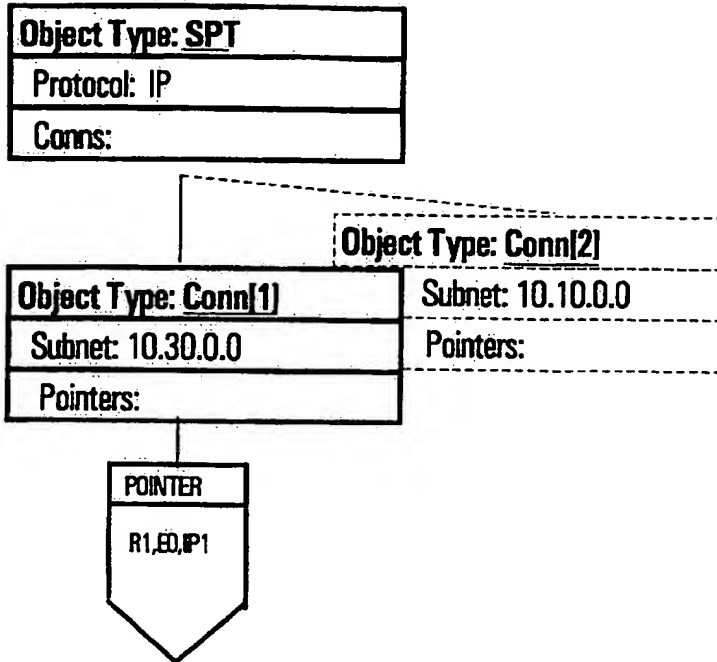 Object Type: SPT
Protocol: IP
Conns:
Object Type: Conn[2]
Subnet: 10.10.0.0
Pointers:
Object Type: Conn[1]
Subnet: 10.30.0.0
Pointers:
POINTER
R1,E0,IP1